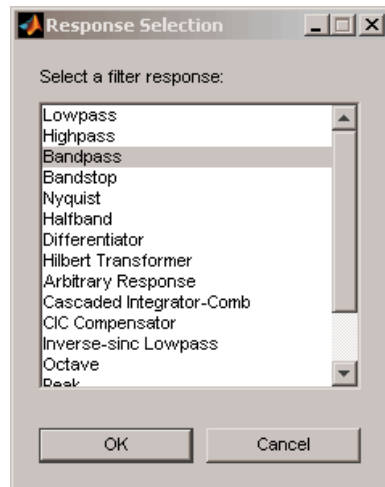 Response Selection
Select a filter response:
Lowpass
Highpass
Bandpass
Bandstop
Nyquist
Halfband
Differentiator
Hilbert Transformer
Arbitrary Response
Cascaded Integrator-Comb
CIC Compensator
Inverse-sinc Lowpass
Octave
Peak
OK Cancel